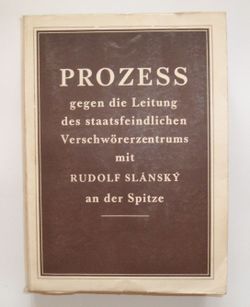 PROZESS
gegen die Leitung
des staatsfeindlichen
Verschwörerzentrums
mit
RUDOLF SLÁNSKÝ
an der Spitze